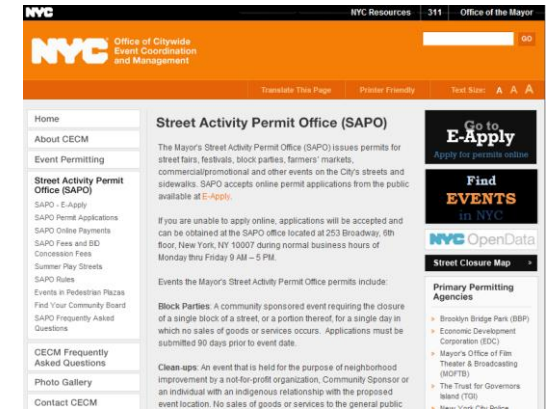 NYC
NYC Resources 311 Office of the Mayor
NYC
Office of Citywide
Event Coordination
and Management
GO
Translate This Page Printer Friendly Text Size: A A A
Home
About CECM
Event Permitting
Street Activity Permit
Office (SAPO)
SAPO - E-Apply
SAPO Permit Applications
SAPO Online Payments
SAPO Fees and BID
Concession Fees
Summer Play Streets
SAPO Rules
Events in Pedestrian Plazas
Find Your Community Board
SAPO Frequently Asked
Questions
CECM Frequently
Asked Questions
Photo Gallery
Contact CECM
Street Activity Permit Office (SAPO)
The Mayor's Street Activity Permit Office (SAPO) issues permits for
street fairs, festivals, block parties, farmers' markets,
commercial/promotional and other events on the City's streets and
sidewalks. SAPO accepts online permit applications from the public
available at E-Apply.
If you are unable to apply online, applications will be accepted and
can be obtained at the SAPO office located at 253 Broadway, 6th
floor, New York, NY 10007 during normal business hours of
Monday thru Friday 9 AM – 5 PM.
Events the Mayor's Street Activity Permit Office permits include:
Block Parties: A community sponsored event requiring the closure
of a single block of a street, or a portion thereof, for a single day in
which no sales of goods or services occurs. Applications must be
submitted 90 days prior to event date.
Clean-ups: An event that is held for the purpose of neighborhood
improvement by a not-for-profit organization, Community Sponsor or
an individual with an indigenous relationship with the proposed
event location. No sales of goods or services to the general public
Go to
E-Apply
Apply for permits online
Find
EVENTS
in NYC
NYC OpenData
Street Closure Map »
Primary Permitting
Agencies
Brooklyn Bridge Park (BBP)
Economic Development
Corporation (EDC)
Mayor's Office of Film
Theater & Broadcasting
(MOFTB)
The Trust for Governors
Island (TGI)
New York City Police